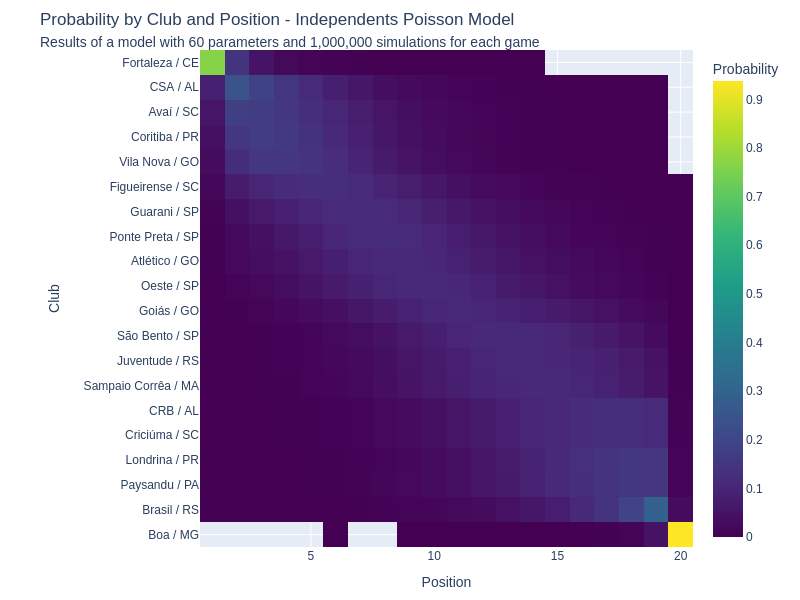 Probability by Club and Position - Independents Poisson Model
Results of a model with 60 parameters and 1,000,000 simulations for each game
Probability
Club
Fortaleza / CE
CSA / AL
Avaí / SC
Coritiba / PR
Vila Nova / GO
Figueirense / SC
Guarani / SP
Ponte Preta / SP
Atlético / GO
Oeste / SP
Goiás / GO
São Bento / SP
Juventude / RS
Sampaio Corrêa / MA
CRB / AL
Criciúma / SC
Londrina / PR
Paysandu / PA
Brasil / RS
Boa / MG
0.9
0.8
0.7
0.6
0.5
0.4
0.3
0.2
0.1
0
5 10 15 20
Position